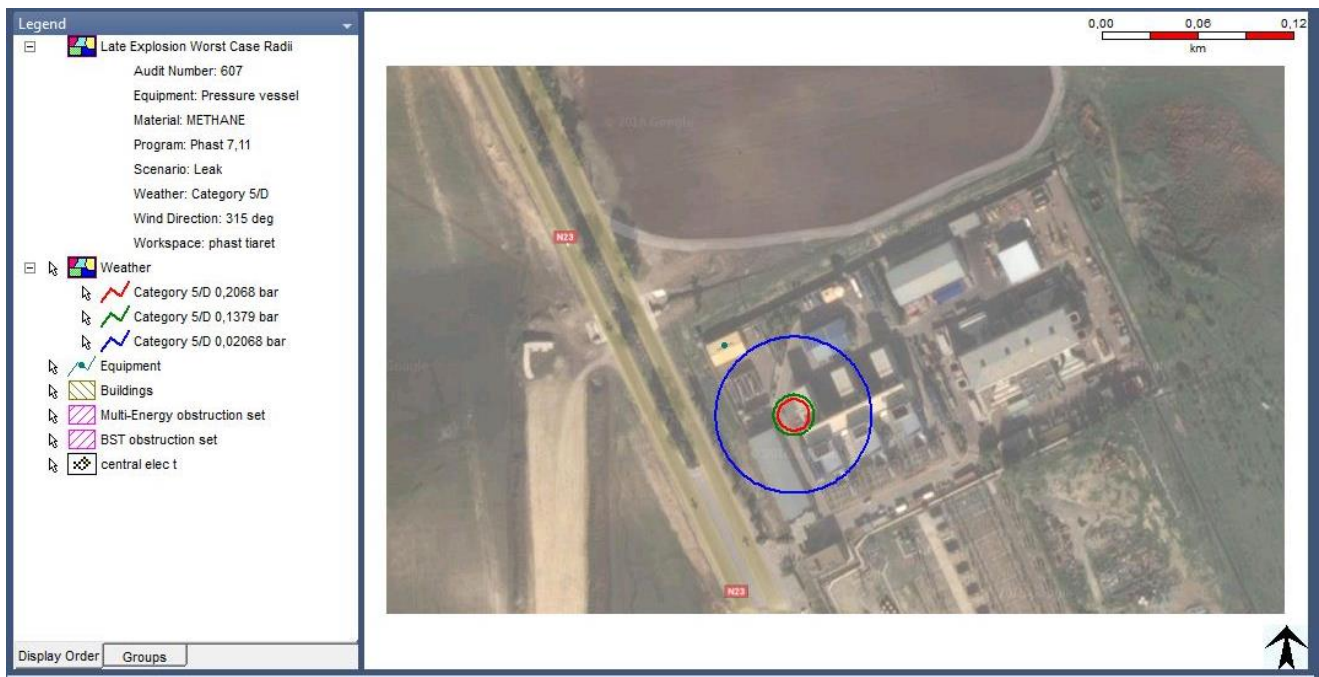 Legend
Late Explosion Worst Case Radii
Audit Number: 607
Equipment: Pressure vessel
Material: METHANE
Program: Phast 7,11
Scenario: Leak
Weather: Category 5/D
Wind Direction: 315 deg
Workspace: phast tiaret
Weather
Category 5/D 0,2068 bar
Category 5/D 0,1379 bar
Category 5/D 0,02068 bar
Equipment
Buildings
Multi-Energy obstruction set
BST obstruction set
central elec t
Display Order
Groups
0,00 0,06 0,12
km
© 2016 Google
N23
Google
N23